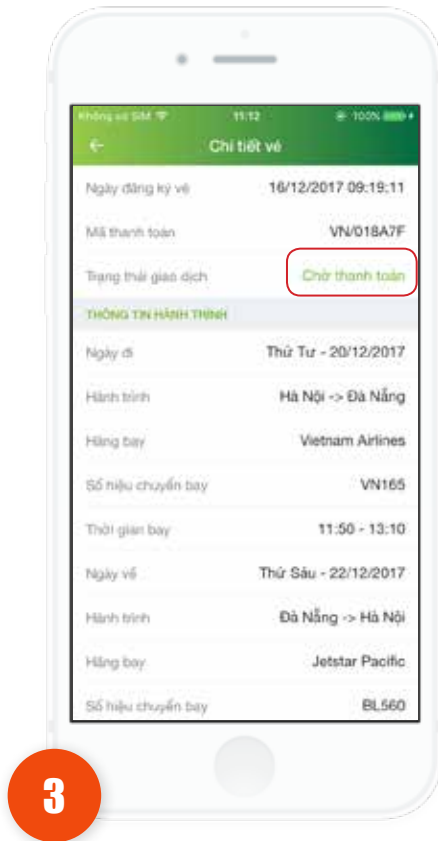 Không có SIM 11:12 100%
Chi tiết vé
Ngày đăng ký vé 16/12/2017 09:19:11
Mã thanh toán VN/018A7F
Trạng thái giao dịch Chờ thanh toán
THÔNG TIN HÀNH TRÌNH
Ngày đi Thứ Tư - 20/12/2017
Hành trình Hà Nội -> Đà Nẵng
Hãng bay Vietnam Airlines
Số hiệu chuyến bay VN165
Thời gian bay 11:50 - 13:10
Ngày về Thứ Sáu - 22/12/2017
Hành trình Đà Nẵng -> Hà Nội
Hãng bay Jetstar Pacific
Số hiệu chuyến bay BL560
3